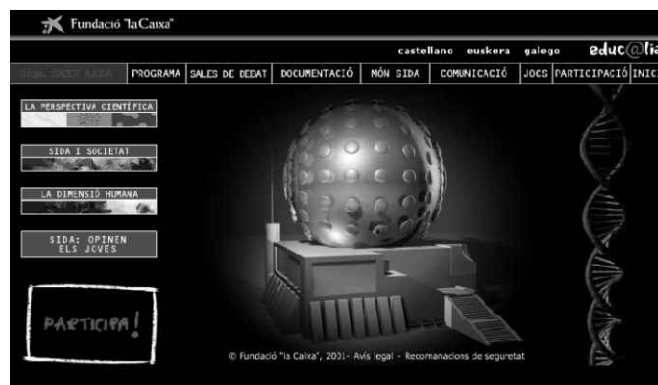 Fundació "la Caixa"
castellano euskera galego educ@lia
PROGRAMA SALES DE DEBAT DOCUMENTACIÓ MÓN SIDA COMUNICACIÓ JOCS PARTICIPACIÓ INIC
LA PERSPECTIVA CIENTÍFICA
SIDA I SOCIETAT
LA DIMENSIÓ HUMANA
SIDA: OPINEN
ELS JOVES
PARTICIPA!
© Fundació "la Caixa", 2001- Avís legal - Recomanacions de seguretat